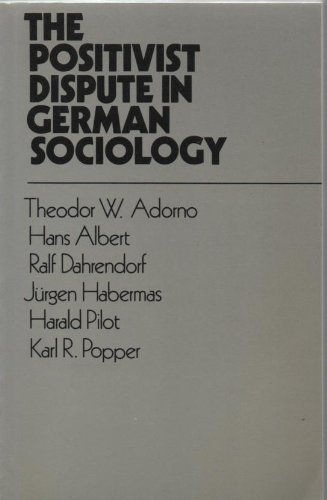 THE
POSITIVIST
DISPUTE IN
GERMAN
SOCIOLOGY
Theodor W. Adorno
Hans Albert
Ralf Dahrendorf
Jürgen Habermas
Harald Pilot
Karl R. Popper